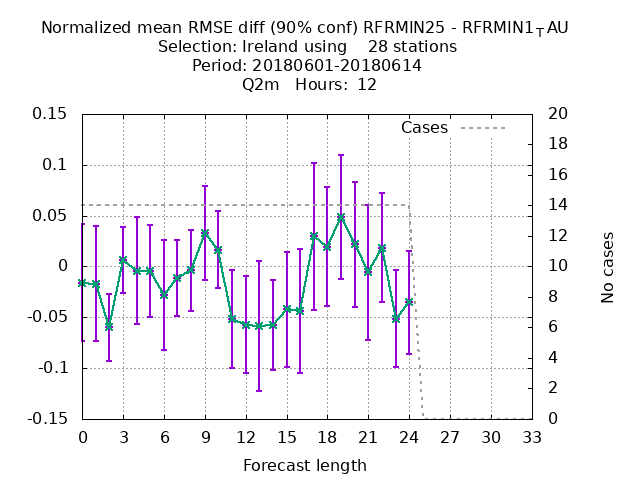 Normalized mean RMSE diff (90% conf) RFRMIN25 - RFRMIN1_TAU
Selection: Ireland using    28 stations
Period: 20180601-20180614
Q2m   Hours:  12
Cases
0.15
0.1
0.05
0
-0.05
-0.1
-0.15
20
18
16
14
12
10
8
6
4
2
0
No cases
0 3 6 9 12 15 18 21 24 27 30 33
Forecast length